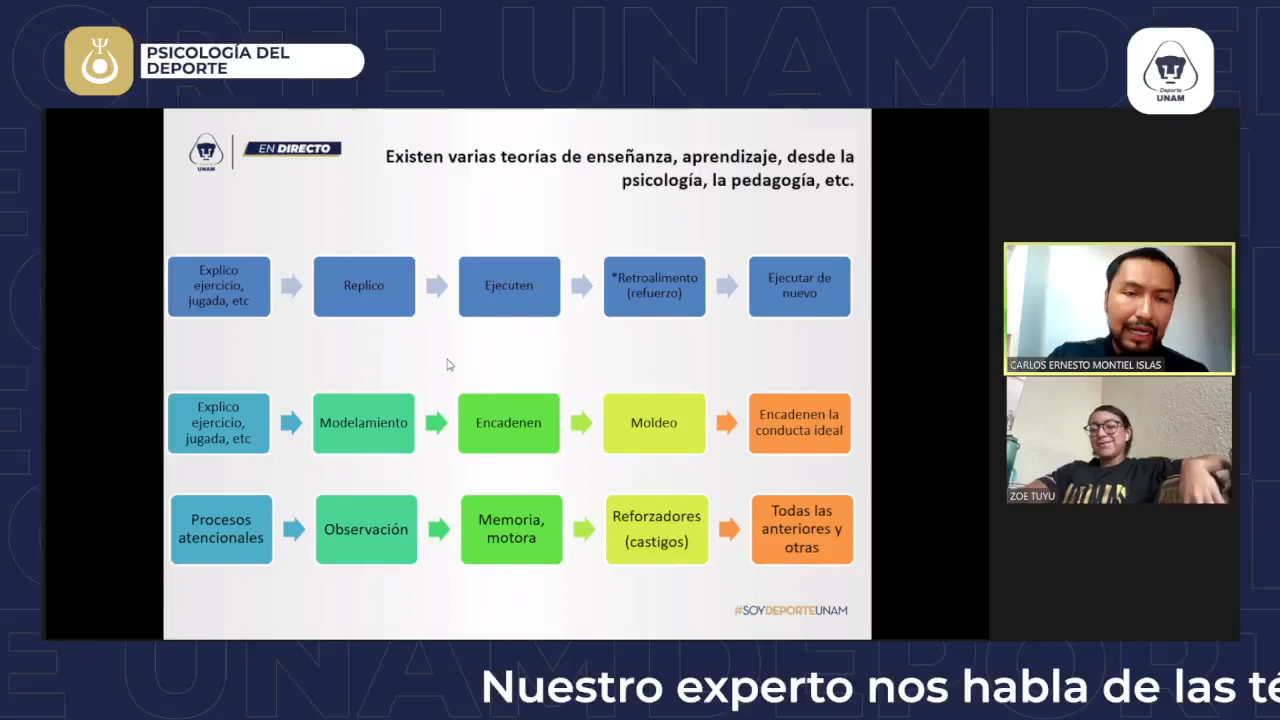 PSICOLOGÍA DEL
DEPORTE
Deporte
UNAM
UNAM
EN DIRECTO
Existen varias teorías de enseñanza, aprendizaje, desde la
psicología, la pedagogía, etc.
Explico
ejercicio,
jugada, etc
Replico
Ejecuten
*Retroalimento
(refuerzo)
Ejecutar de
nuevo
Explico
ejercicio,
jugada, etc
Modelamiento
Encadenen
Moldeo
Encadenen la
conducta ideal
Procesos
atencionales
Observación
Memoria,
motora
Reforzadores
(castigos)
Todas las
anteriores y
otras
#SOYDEPORTEUNAM
CARLOS ERNESTO MONTIEL ISLAS
ZOE TUYU
Nuestro experto nos habla de las té